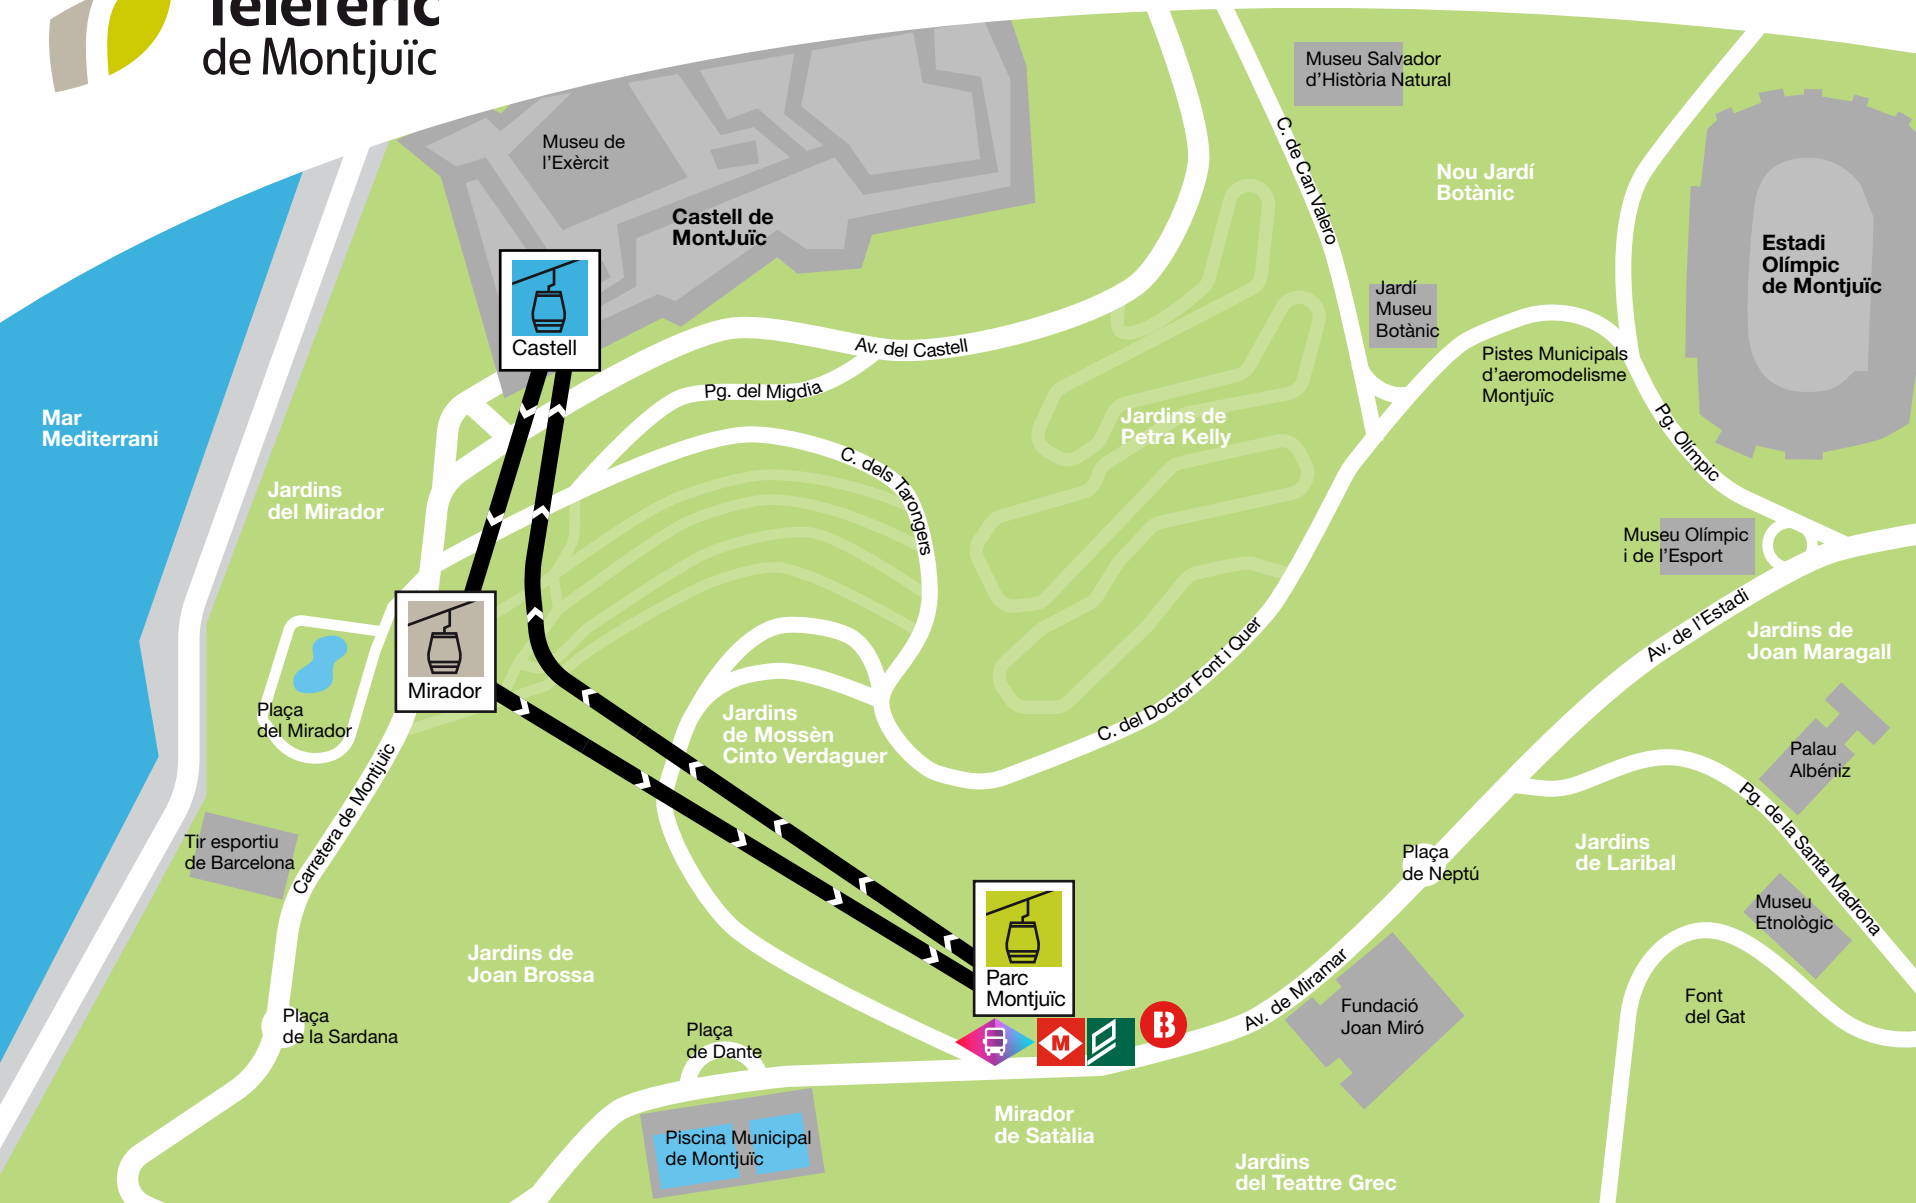 Telefèric
de Montjuïc
Museu Salvador
d'Història Natural
Museu de
l'Exèrcit
C. de Can Valero
Nou Jardí
Botànic
Castell de
MontJuïc
Estadi
Olímpic
de Montjuïc
Jardí
Museu
Botànic
Castell
Av. del Castell
Pistes Municipals
d'aeromodelisme
Montjuïc
Pg. del Migdia
Mar
Mediterrani
Jardins de
Petra Kelly
Pg. Olímpic
C. dels Tarongers
Jardins
del Mirador
Museu Olímpic
i de l'Esport
Av. de l'Estadi
Jardins de
Joan Maragall
Mirador
C. del Doctor Font i Quer
Plaça
del Mirador
Jardins
de Mossèn
Cinto Verdaguer
Palau
Albéniz
Carretera de Montjuïc
Pg. de la Santa Madrona
Tir esportiu
de Barcelona
Plaça
de Neptú
Jardins
de Laribal
Museu
Etnològic
Jardins de
Joan Brossa
Parc
Montjuïc
Av. de Miramar
Fundació
Joan Miró
Font
del Gat
Plaça
de la Sardana
Plaça
de Dante
M
B
Mirador
de Satàlia
Piscina Municipal
de Montjuïc
Jardins
del Teattre Grec